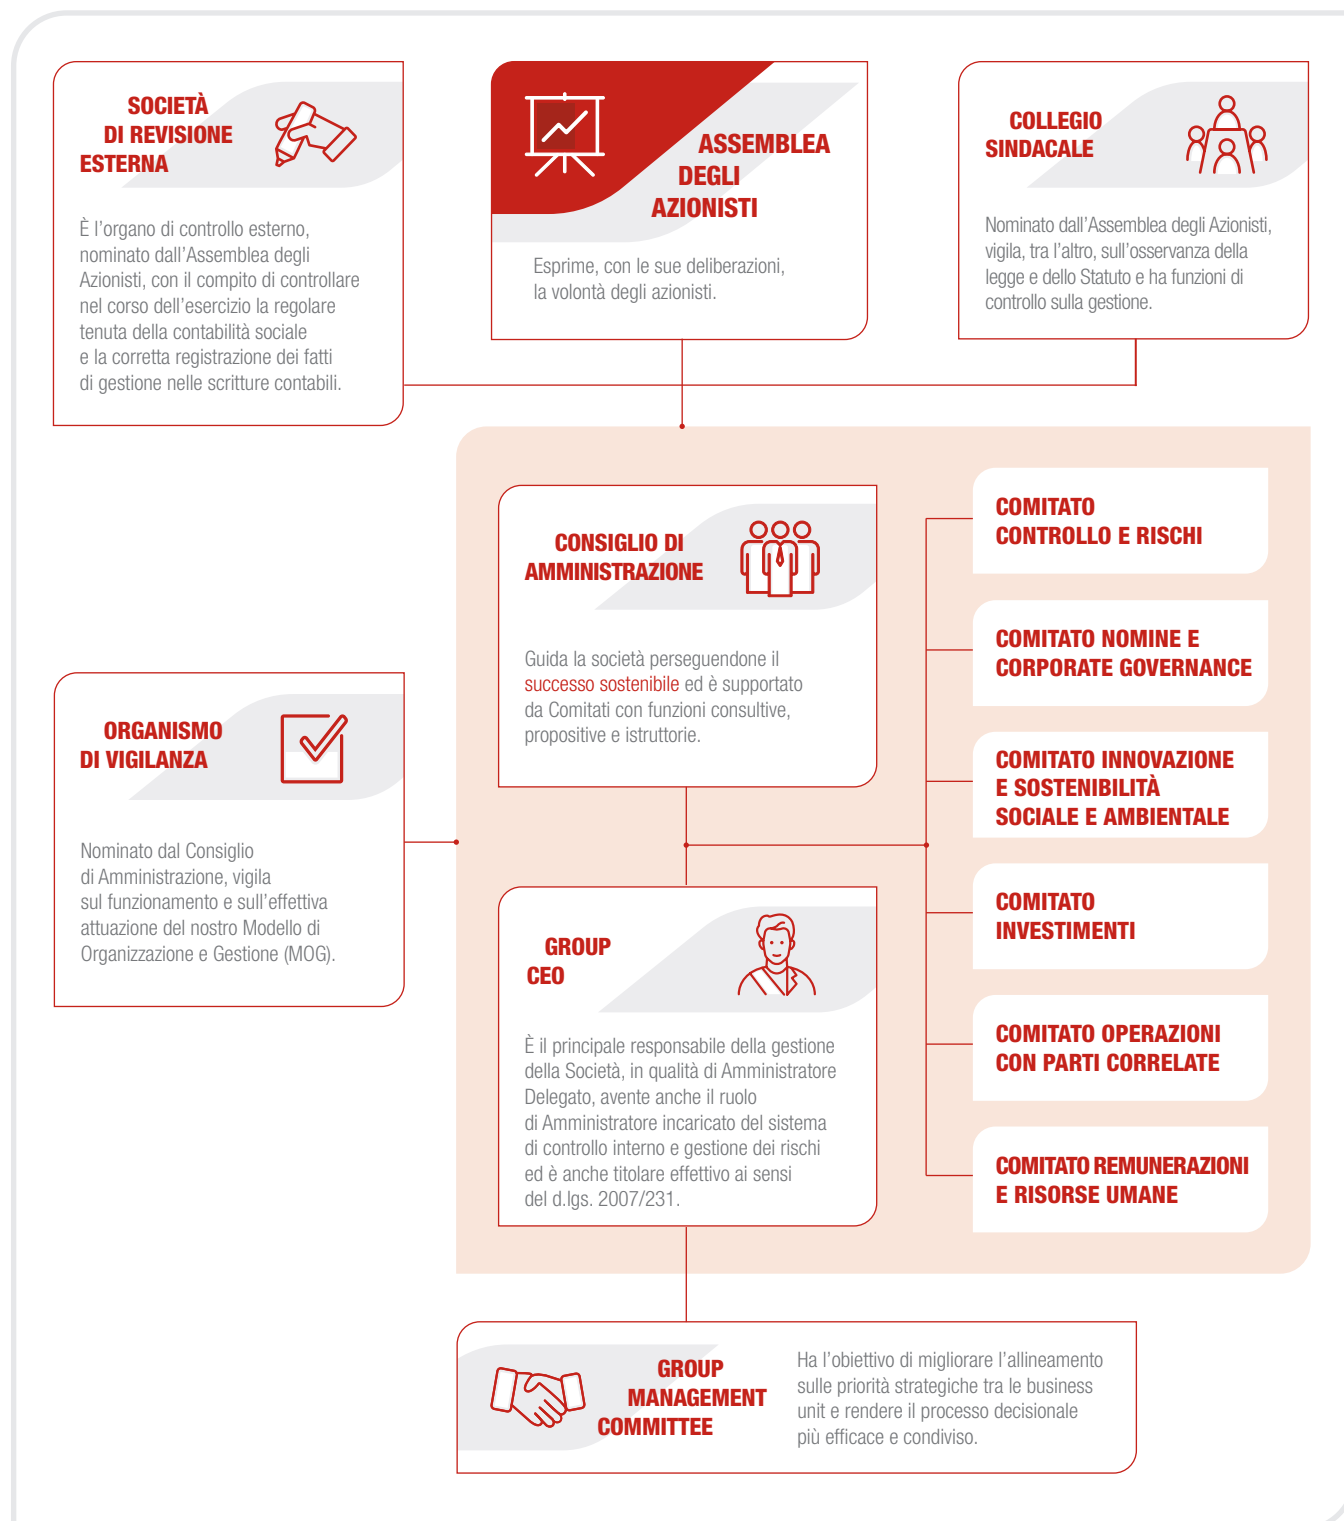 SOCIETÀ
DI REVISIONE
ESTERNA
È l'organo di controllo esterno,
nominato dall'Assemblea degli
Azionisti, con il compito di controllare
nel corso dell'esercizio la regolare
tenuta della contabilità sociale
e la corretta registrazione dei fatti
di gestione nelle scritture contabili.
ASSEMBLEA
DEGLI
AZIONISTI
Esprime, con le sue deliberazioni,
la volontà degli azionisti.
COLLEGIO
SINDACALE
Nominato dall'Assemblea degli Azionisti,
vigila, tra l'altro, sull'osservanza della
legge e dello Statuto e ha funzioni di
controllo sulla gestione.
CONSIGLIO DI
AMMINISTRAZIONE
Guida la società perseguendone il
successo sostenibile ed è supportato
da Comitati con funzioni consultive,
propositive e istruttorie.
COMITATO
CONTROLLO E RISCHI
COMITATO NOMINE E
CORPORATE GOVERNANCE
COMITATO INNOVAZIONE
E SOSTENIBILITÀ
SOCIALE E AMBIENTALE
COMITATO
INVESTIMENTI
COMITATO OPERAZIONI
CON PARTI CORRELATE
COMITATO REMUNERAZIONI
E RISORSE UMANE
ORGANISMO
DI VIGILANZA
Nominato dal Consiglio
di Amministrazione, vigila
sul funzionamento e sull'effettiva
attuazione del nostro Modello di
Organizzazione e Gestione (MOG).
GROUP
CEO
È il principale responsabile della gestione
della Società, in qualità di Amministratore
Delegato, avente anche il ruolo
di Amministratore incaricato del sistema
di controllo interno e gestione dei rischi
ed è anche titolare effettivo ai sensi
del d.lgs. 2007/231.
GROUP
MANAGEMENT
COMMITTEE
Ha l'obiettivo di migliorare l'allineamento
sulle priorità strategiche tra le business
unit e rendere il processo decisionale
più efficace e condiviso.